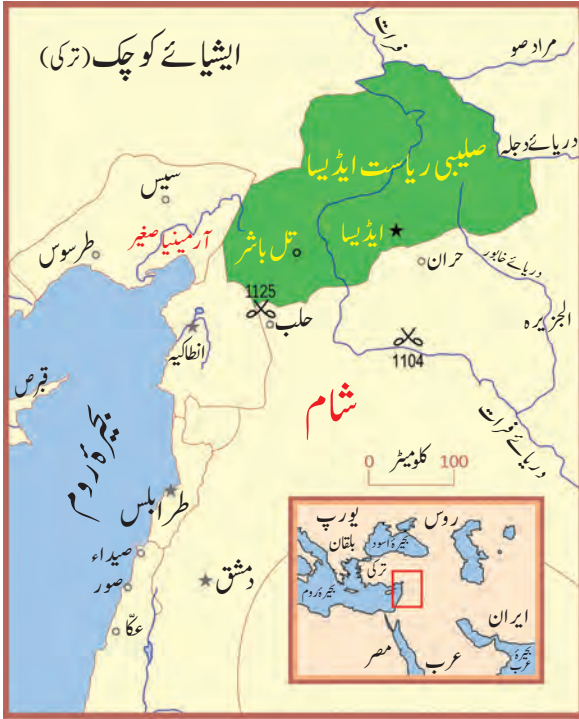 ایشیائے کوچک (ترکی)
فرات
مراد صو
دریائے دجلہ
صلیبی ریاست ایڈیسا
سیس
آرمینیا صغیر
تل باشر
ایڈیسا
طرسوس
حران
دریائے خابور
1125
حلب
الجزیرہ
انطاکیہ
1104
قبرص
شام
دریائے فرات
بحیرۂ روم
کلومیٹر
0 100
طرابلس
صیداء
صور
دمشق
عکّا
یورپ
روس
بلقان
بحیرۂ اسود
ترکی
بحیرۂ روم
ایران
مصر
عرب
بحیرۂ عرب